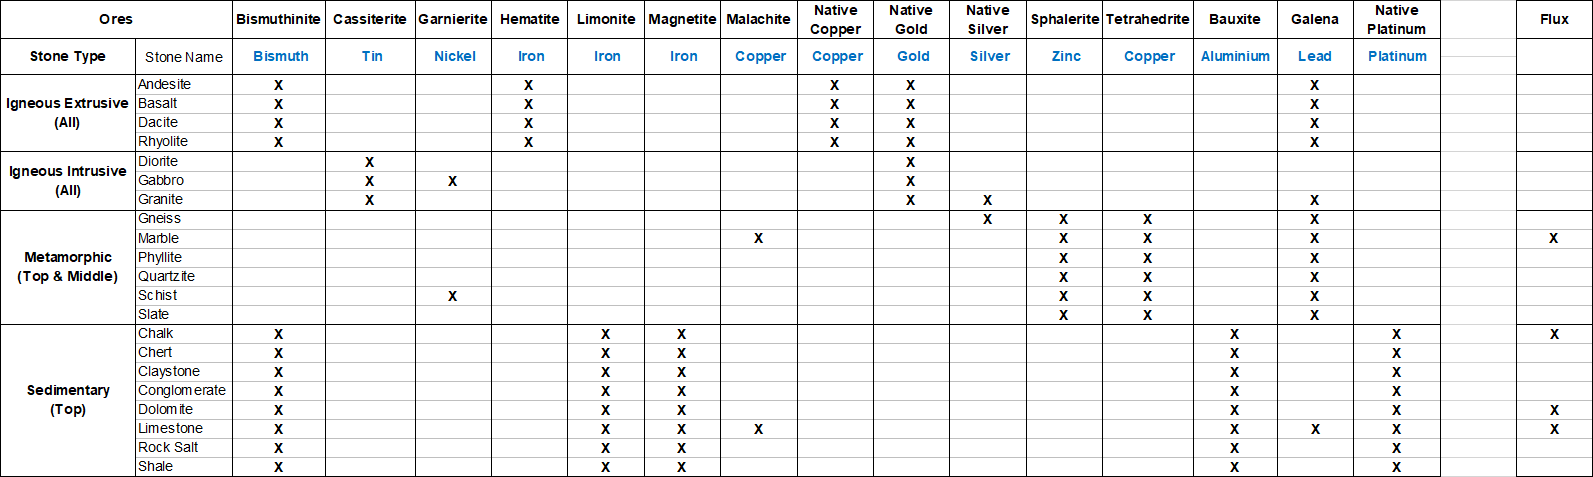 Ores Bismuthinite Cassiterite Garnierite Hematite Limonite Magnetite Malachite Native Copper Native Gold Native Silver Sphalerite Tetrahedrite Bauxite Galena Native Platinum Flux
Stone Type Stone Name Bismuth Tin Nickel Iron Iron Iron Copper Copper Gold Silver Zinc Copper Aluminium Lead Platinum
Igneous Extrusive (All)
Andesite X X X X X
Basalt X X X X X
Dacite X X X X X
Rhyolite X X X X X
Igneous Intrusive (All)
Diorite X X
Gabbro X X X
Granite X X X X
Metamorphic (Top & Middle)
Gneiss X X X X
Marble X X X X X
Phyllite X X X
Quartzite X X X
Schist X X X X
Slate X X X
Sedimentary (Top)
Chalk X X X X X X
Chert X X X X X
Claystone X X X X X
Conglomerate X X X X X
Dolomite X X X X X X
Limestone X X X X X X X X
Rock Salt X X X X X
Shale X X X X X